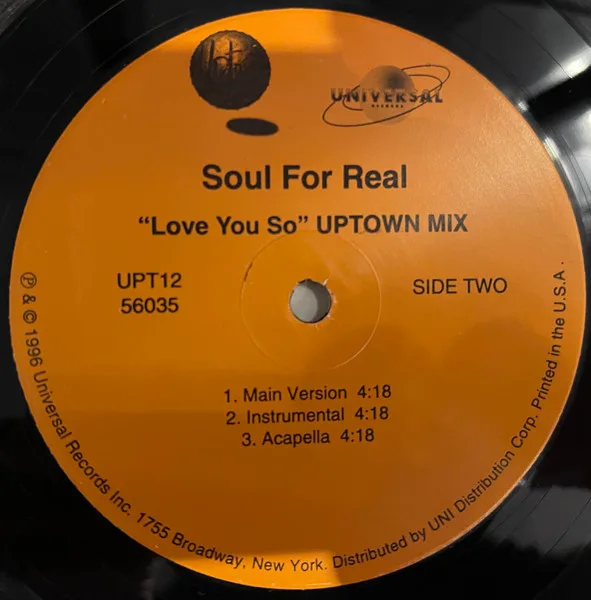 UNIVERSAL
RECORDS
Soul For Real
“Love You So” UPTOWN MIX
UPT12
56035
SIDE TWO
1. Main Version 4:18
2. Instrumental 4:18
3. Acapella 4:18
℗ & © 1996 Universal Records Inc. 1755 Broadway, New York. Distributed by UNI Distribution Corp. Printed in the U.S.A.